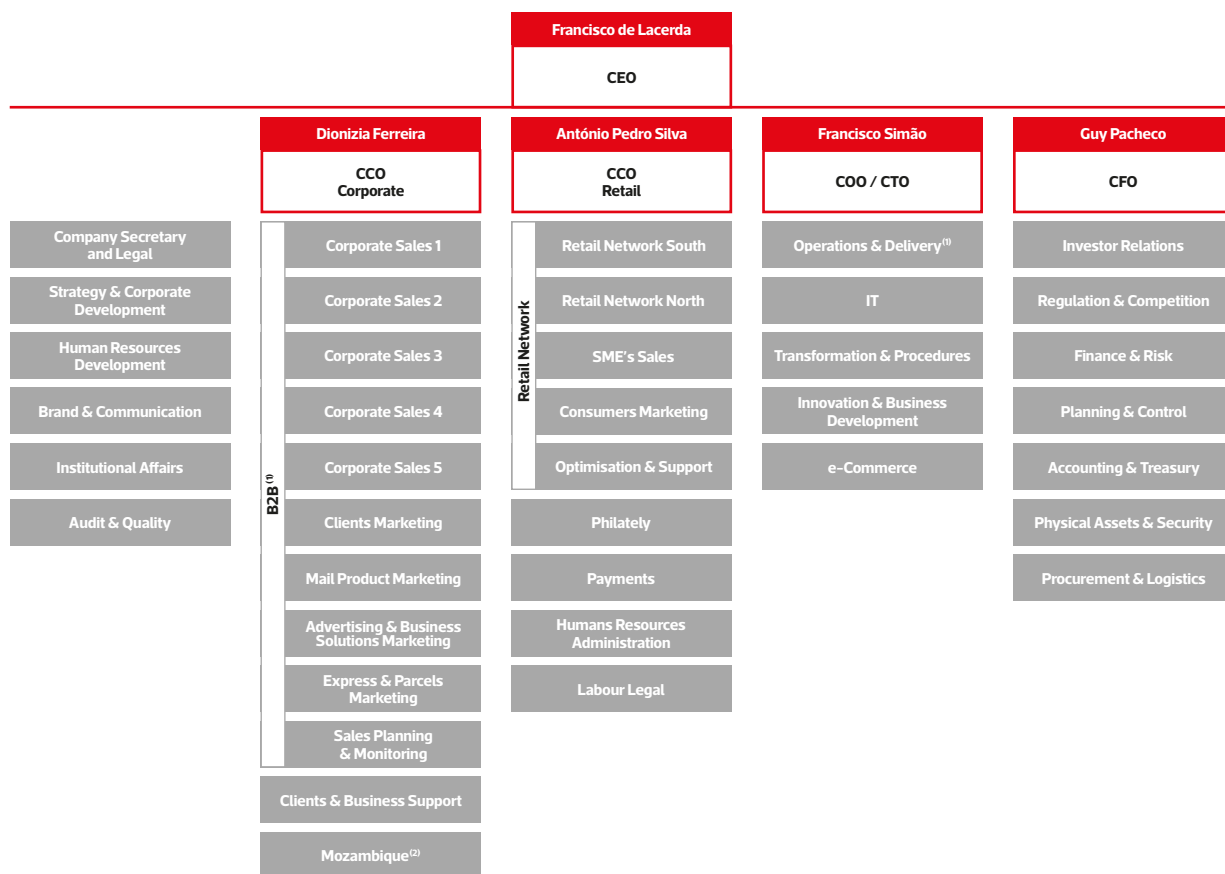 Francisco de Lacerda
CEO
Dionizia Ferreira
CCO
Corporate
António Pedro Silva
CCO
Retail
Francisco Simão
COO / CTO
Guy Pacheco
CFO
Company Secretary
and Legal
Strategy & Corporate
Development
Human Resources
Development
Brand & Communication
Institutional Affairs
Audit & Quality
B2B⁽¹⁾
Corporate Sales 1
Corporate Sales 2
Corporate Sales 3
Corporate Sales 4
Corporate Sales 5
Clients Marketing
Mail Product Marketing
Advertising & Business
Solutions Marketing
Express & Parcels
Marketing
Sales Planning
& Monitoring
Clients & Business Support
Mozambique⁽²⁾
Retail Network
Retail Network South
Retail Network North
SME's Sales
Consumers Marketing
Optimisation & Support
Philately
Payments
Humans Resources
Administration
Labour Legal
Operations & Delivery⁽¹⁾
IT
Transformation & Procedures
Innovation & Business
Development
e-Commerce
Investor Relations
Regulation & Competition
Finance & Risk
Planning & Control
Accounting & Treasury
Physical Assets & Security
Procurement & Logistics